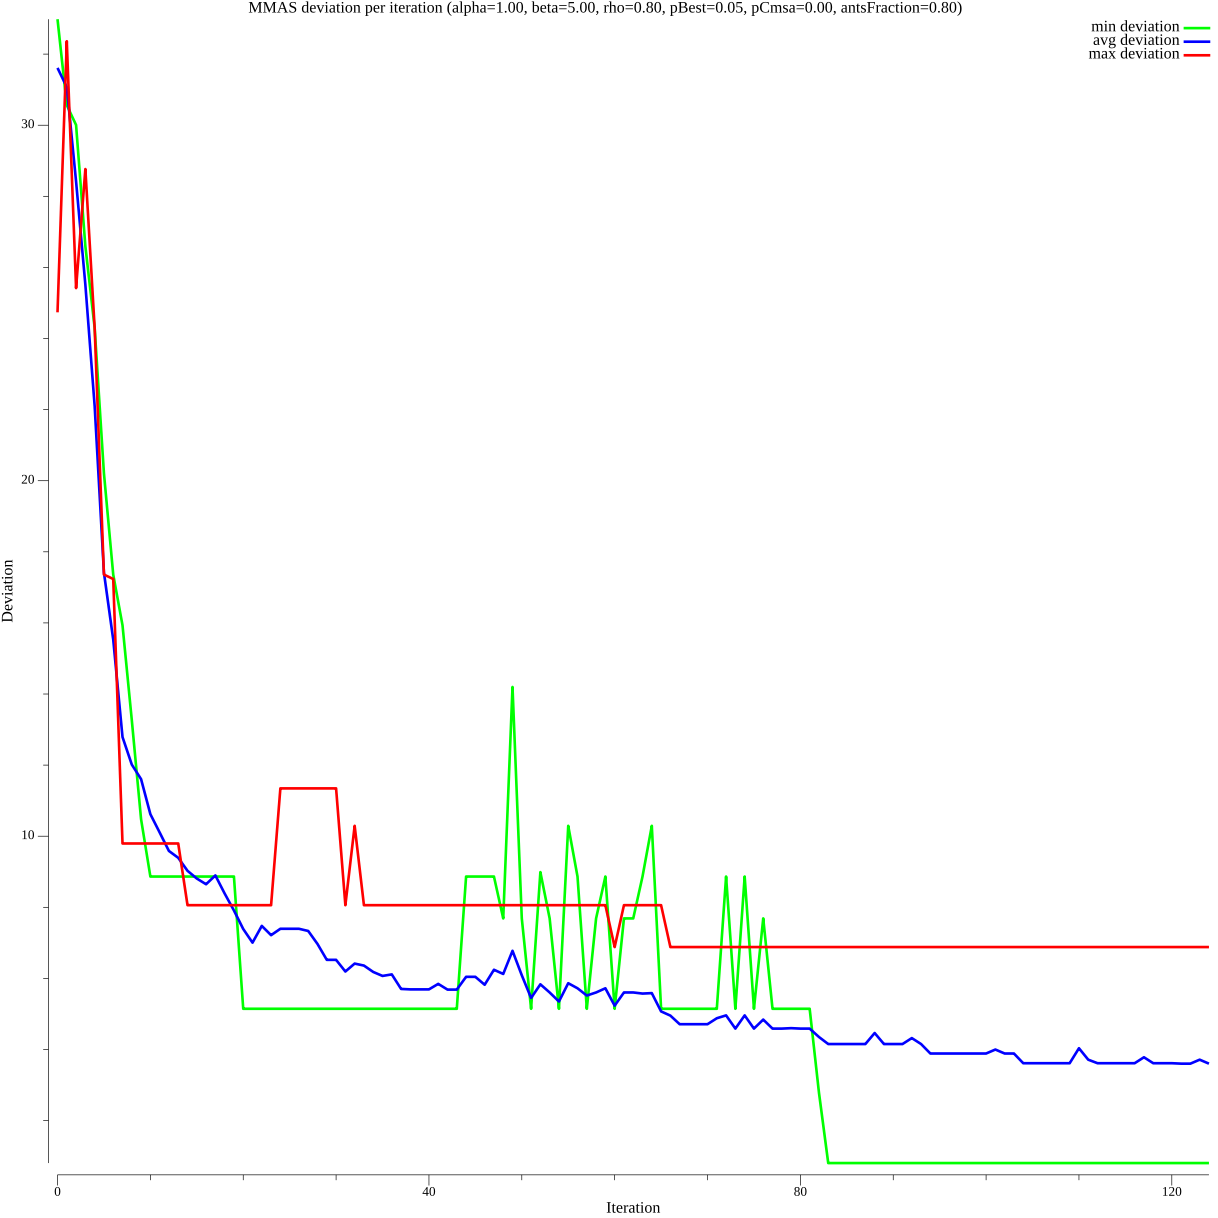 MMAS deviation per iteration (alpha=1.00, beta=5.00, rho=0.80, pBest=0.05, pCmsa=0.00, antsFraction=0.80)
min deviation
avg deviation
max deviation
30
20
10
Deviation
0
40
80
120
Iteration